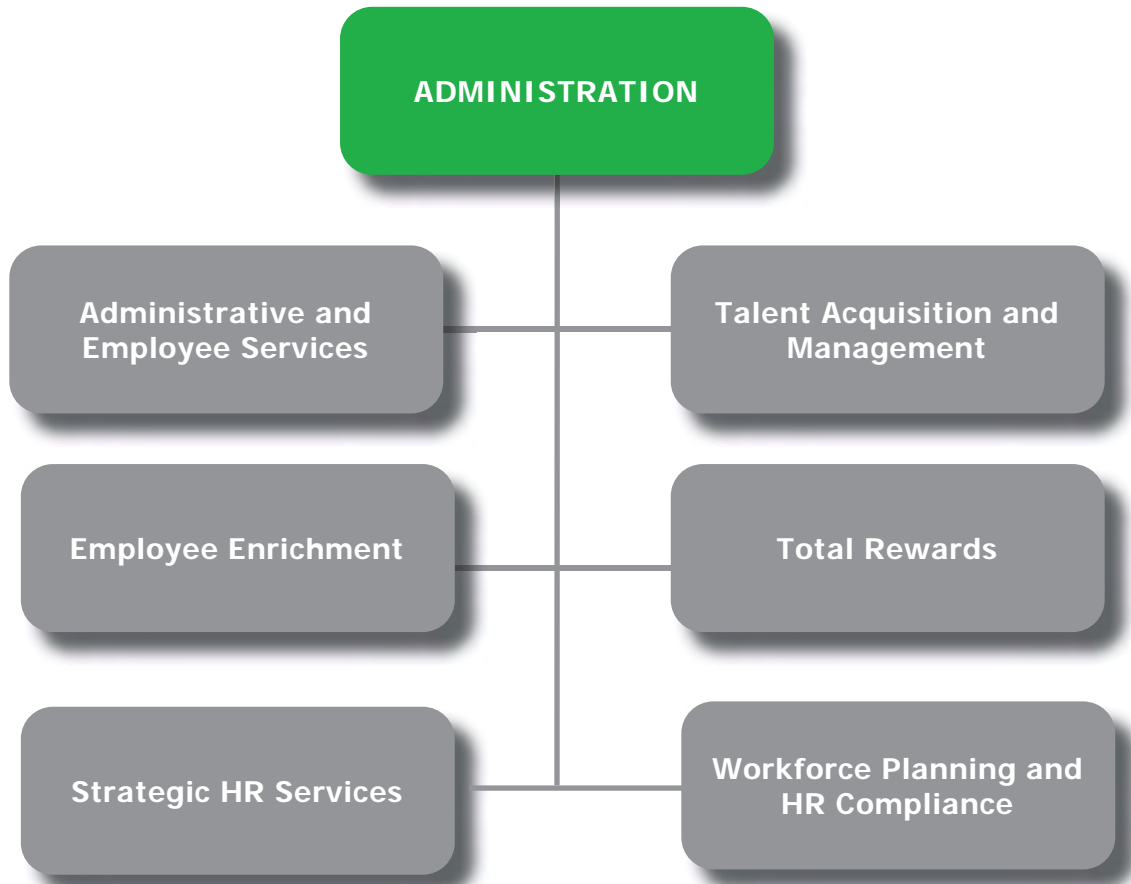 ADMINISTRATION
Administrative and
Employee Services
Talent Acquisition and
Management
Employee Enrichment
Total Rewards
Strategic HR Services
Workforce Planning and
HR Compliance